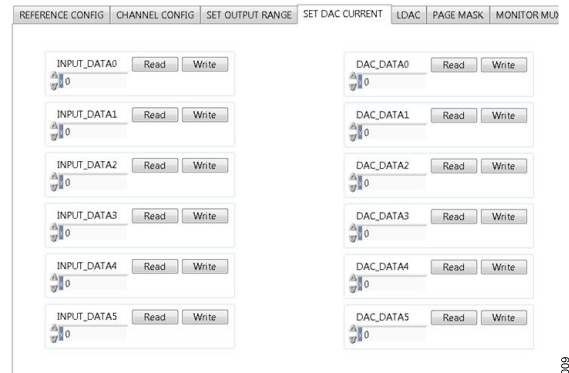 REFERENCE CONFIG CHANNEL CONFIG SET OUTPUT RANGE SET DAC CURRENT LDAC PAGE MASK MONITOR MUX
INPUT_DATA0 Read Write
0
DAC_DATA0 Read Write
0
INPUT_DATA1 Read Write
0
DAC_DATA1 Read Write
0
INPUT_DATA2 Read Write
0
DAC_DATA2 Read Write
0
INPUT_DATA3 Read Write
0
DAC_DATA3 Read Write
0
INPUT_DATA4 Read Write
0
DAC_DATA4 Read Write
0
INPUT_DATA5 Read Write
0
DAC_DATA5 Read Write
0
009